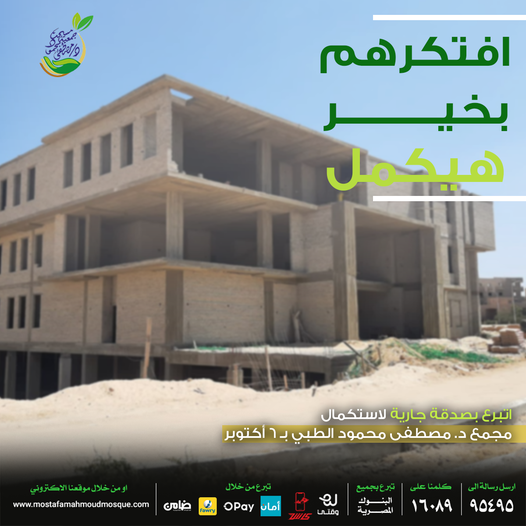 افتكرهم
بخيـــر
هيكمل
اتبرع بصدقة جارية لاستكمال
مجمع د. مصطفى محمود الطبي بـ ٦ أكتوبر
ارسل رسالة الى
٩٥٤٩٥
كلمنا على
١٦٠٨٩
تبرع بجميع
البنوك
المصرية
تبرع من خلال
وقتي
أمان
OPay
fawry
ضامن
او من خلال موقعنا الالكتروني
www.mostafamahmoudmosque.com